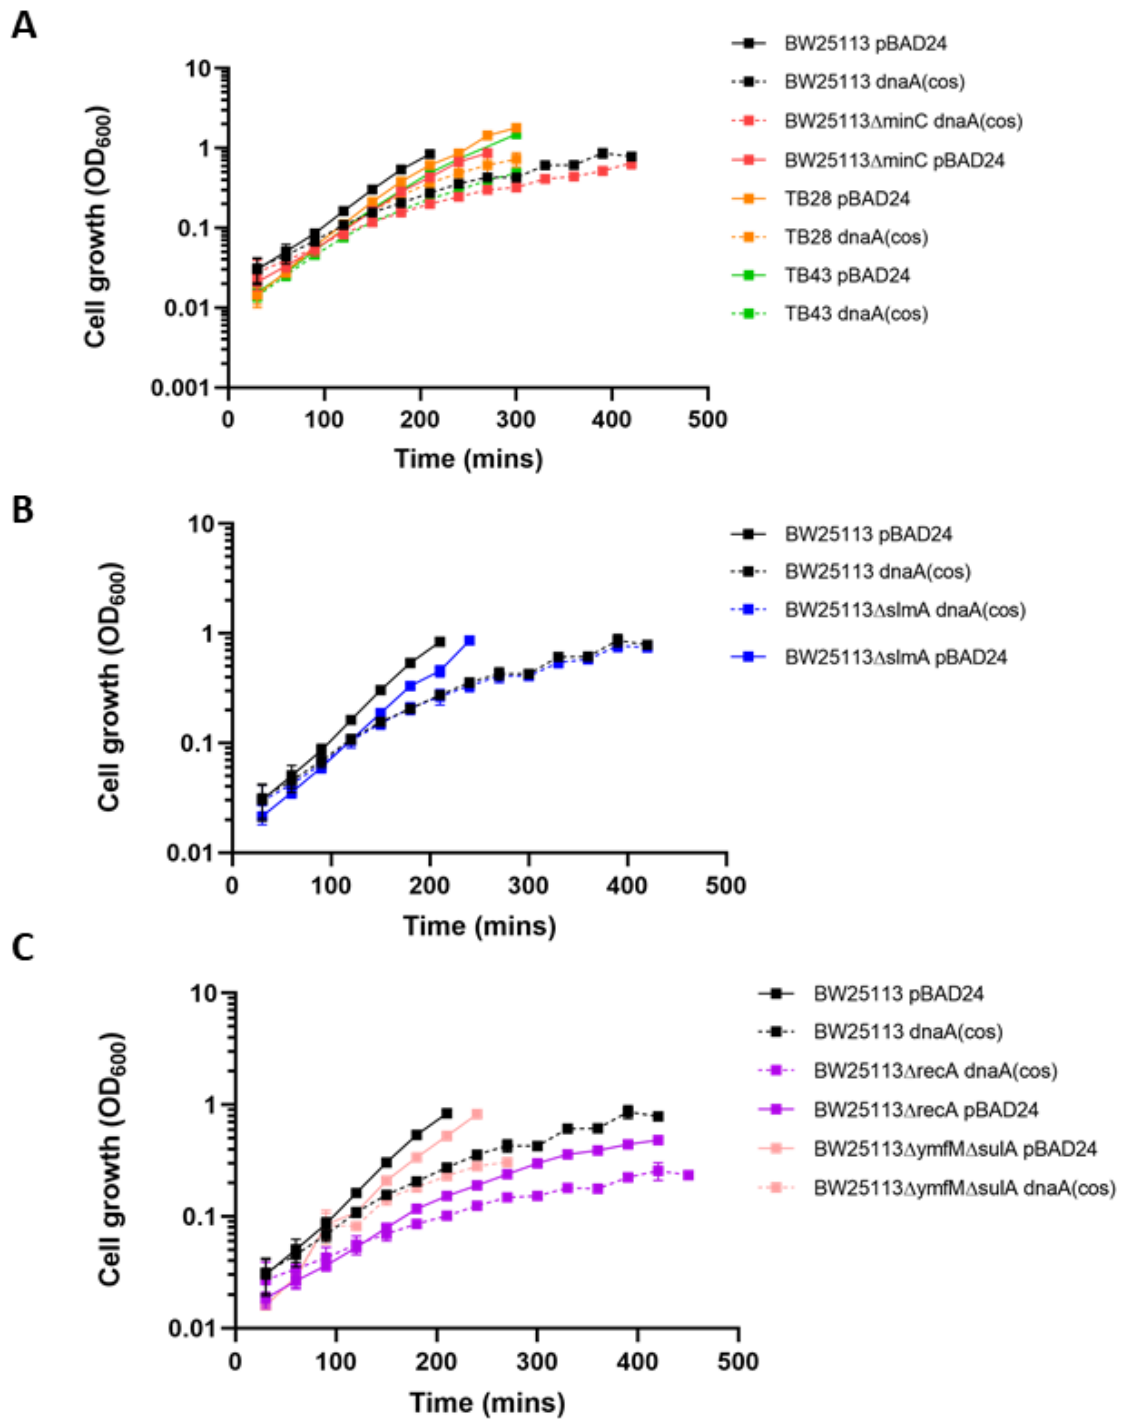 A
Cell growth (OD600)
10
1
0.1
0.01
0.001
0 100 200 300 400 500
Time (mins)
BW25113 pBAD24
BW25113 dnaA(cos)
BW25113ΔminC dnaA(cos)
BW25113ΔminC pBAD24
TB28 pBAD24
TB28 dnaA(cos)
TB43 pBAD24
TB43 dnaA(cos)
B
Cell growth (OD600)
10
1
0.1
0.01
0 100 200 300 400 500
Time (mins)
BW25113 pBAD24
BW25113 dnaA(cos)
BW25113ΔslmA dnaA(cos)
BW25113ΔslmA pBAD24
C
Cell growth (OD600)
10
1
0.1
0.01
0 100 200 300 400 500
Time (mins)
BW25113 pBAD24
BW25113 dnaA(cos)
BW25113ΔrecA dnaA(cos)
BW25113ΔrecA pBAD24
BW25113ΔymfMΔsulA pBAD24
BW25113ΔymfMΔsulA dnaA(cos)